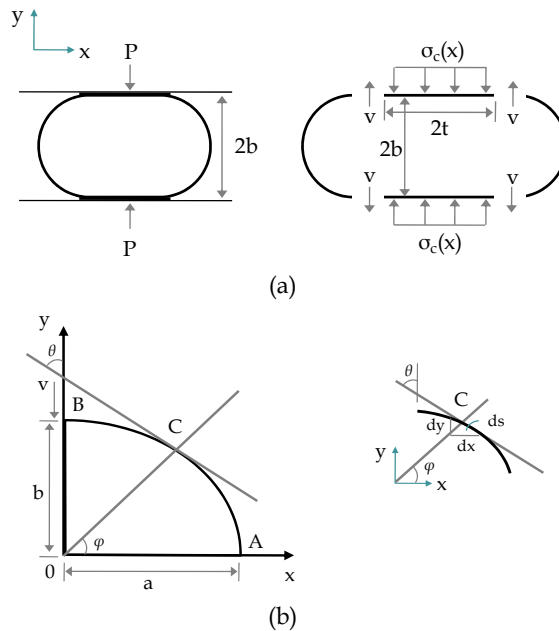 y
x
P
2b
P
σc(x)
v
v
2t
2b
v
v
σc(x)
(a)
y
θ
v
B
C
b
φ
A
0
x
a
θ
C
dy
ds
dx
y
φ
x
(b)